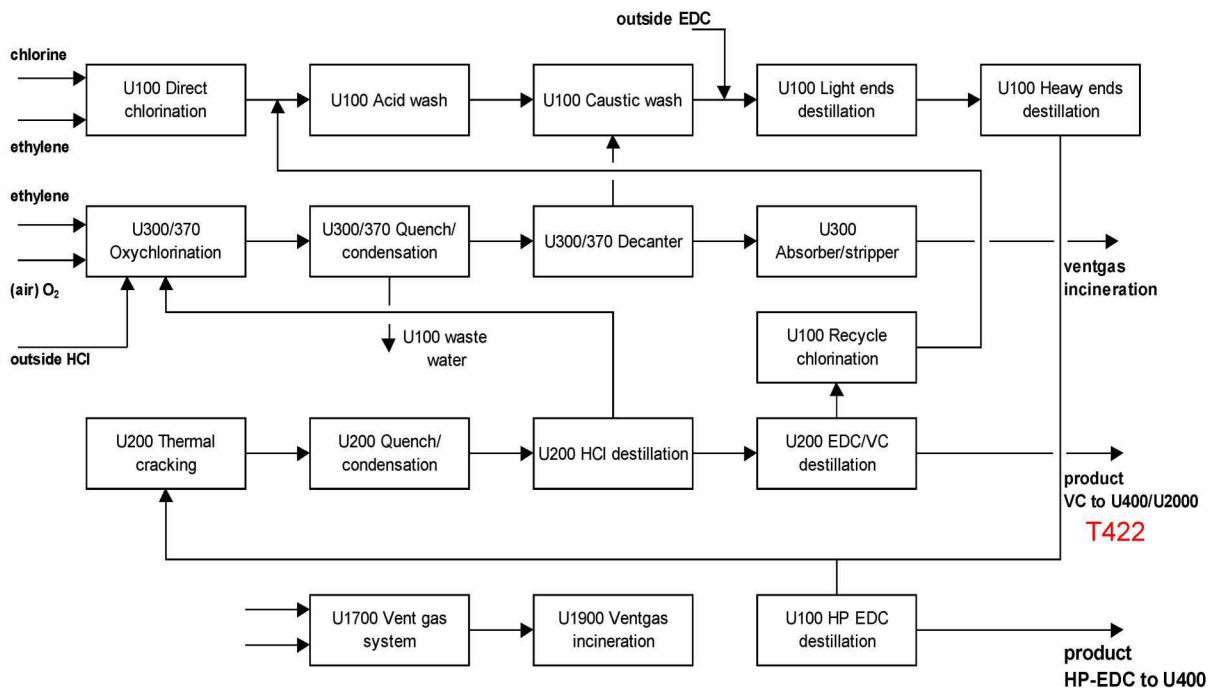 outside EDC
chlorine
ethylene
U100 Direct
chlorination
U100 Acid wash
U100 Caustic wash
U100 Light ends
destillation
U100 Heavy ends
destillation
ethylene
(air) O₂
outside HCl
U300/370
Oxychlorination
U300/370 Quench/
condensation
U300/370 Decanter
U300
Absorber/stripper
ventgas
incineration
U100 waste
water
U100 Recycle
chlorination
U200 Thermal
cracking
U200 Quench/
condensation
U200 HCl destillation
U200 EDC/VC
destillation
product
VC to U400/U2000
T422
U1700 Vent gas
system
U1900 Ventgas
incineration
U100 HP EDC
destillation
product
HP-EDC to U400